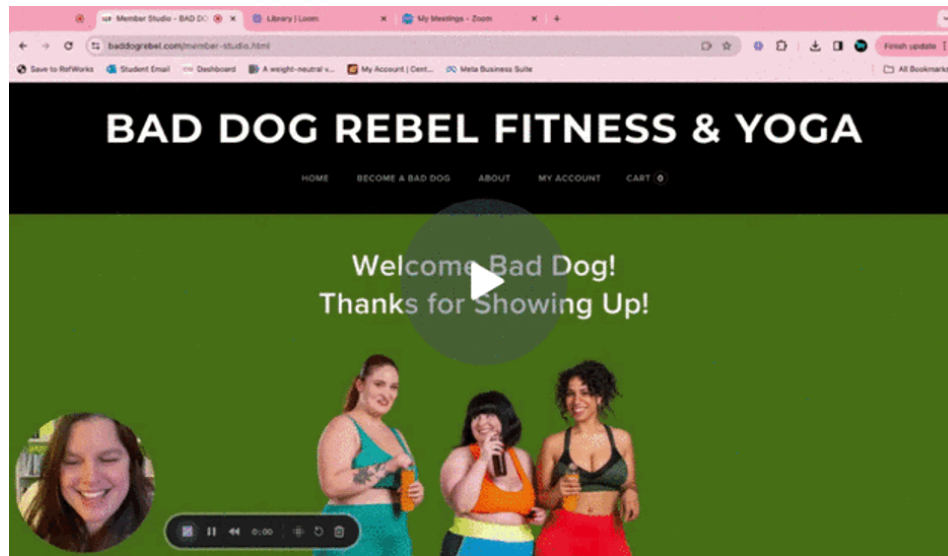 Member Studio - BAD DO
Library | Loom
My Meetings - Zoom
baddogrebel.com/member-studio.html
Finish update
Save to RefWorks
Student Email
Dashboard
A weight-neutral v...
My Account | Cent...
Meta Business Suite
All Bookmarks
BAD DOG REBEL FITNESS & YOGA
HOME
BECOME A BAD DOG
ABOUT
MY ACCOUNT
CART 0
Welcome Bad Dog!
Thanks for Showing Up!
0:00